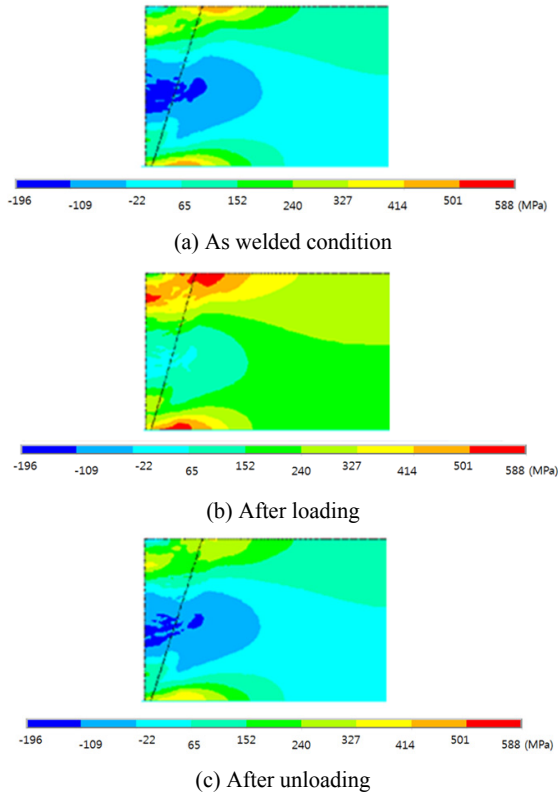 -196 -109 -22 65 152 240 327 414 501 588 (MPa)
(a) As welded condition
-196 -109 -22 65 152 240 327 414 501 588 (MPa)
(b) After loading
-196 -109 -22 65 152 240 327 414 501 588 (MPa)
(c) After unloading